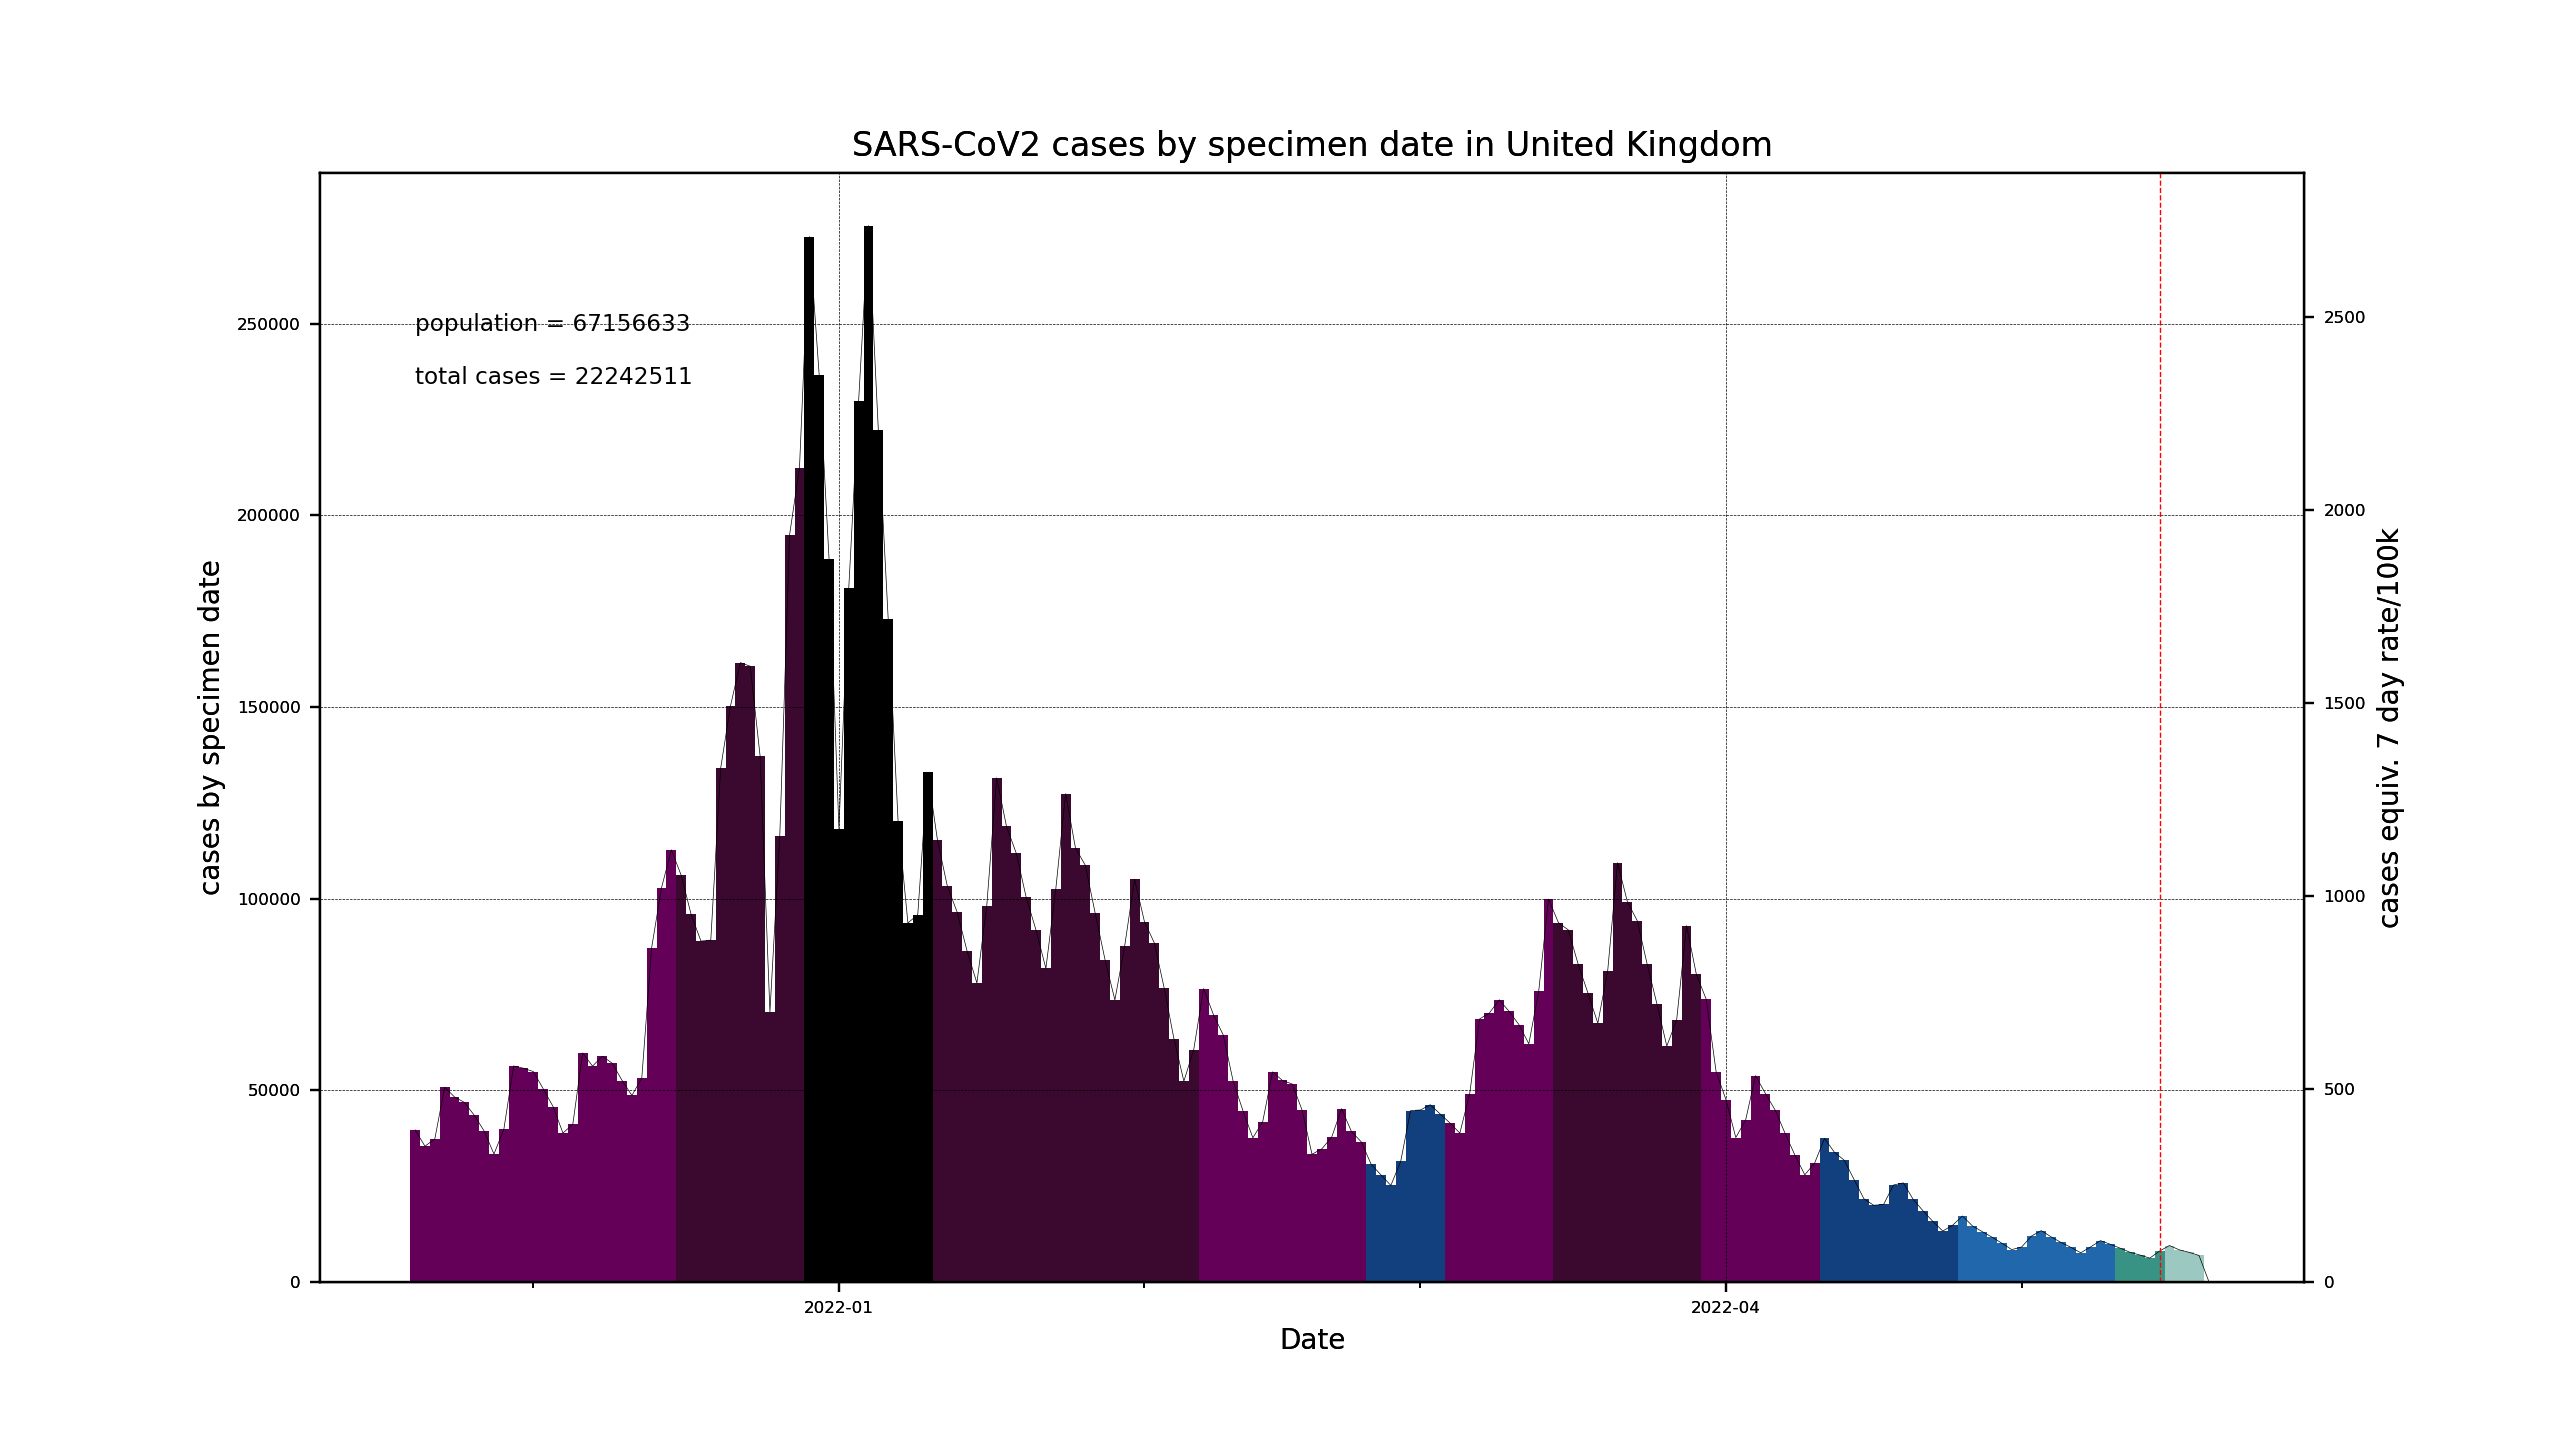 SARS-CoV2 cases by specimen date in United Kingdom
population = 67156633
total cases = 22242511
cases by specimen date
250000
200000
150000
100000
50000
0
2500
2000
1500
1000
500
0
cases equiv. 7 day rate/100k
2022-01
2022-04
Date